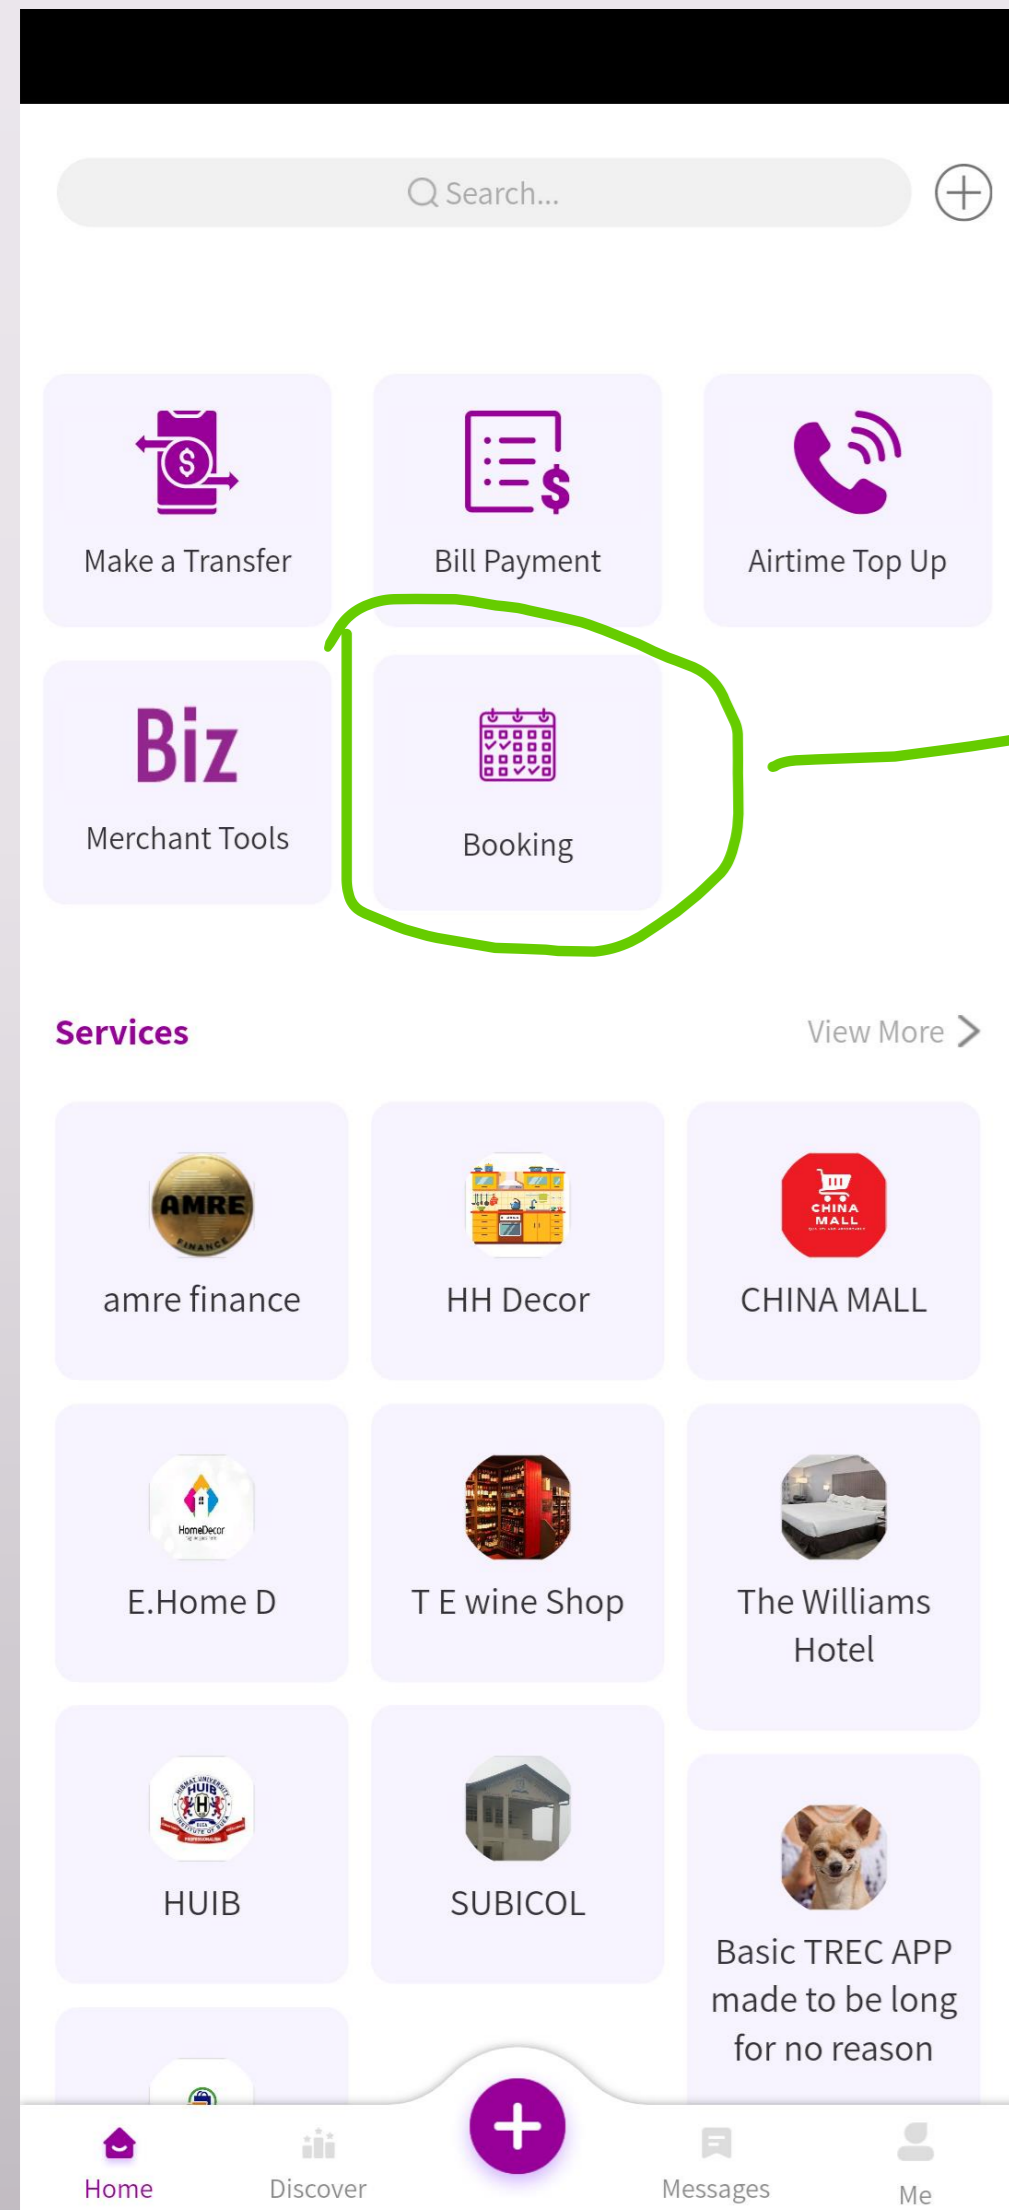 Search...
Make a Transfer
Bill Payment
Airtime Top Up
Biz
Merchant Tools
Booking
Services
View More
AMRE
FINANCE
amre finance
HH Decor
CHINA
MALL
CHINA MALL
HomeDecor
E.Home D
T E wine Shop
The Williams
Hotel
HUIB
HUIB
SUBICOL
Basic TREC APP
made to be long
for no reason
Home
Discover
Messages
Me